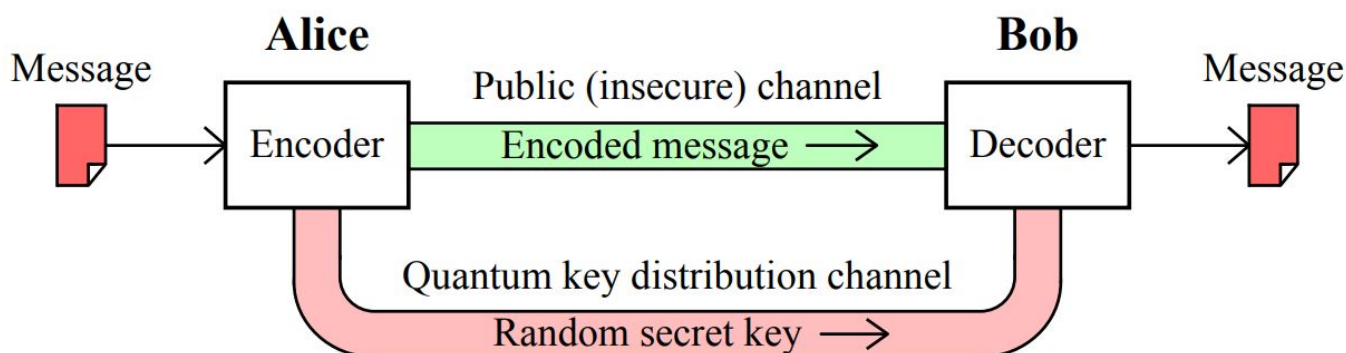 Alice
Bob
Message
Message
Public (insecure) channel
Encoder
Encoded message
Decoder
Quantum key distribution channel
Random secret key